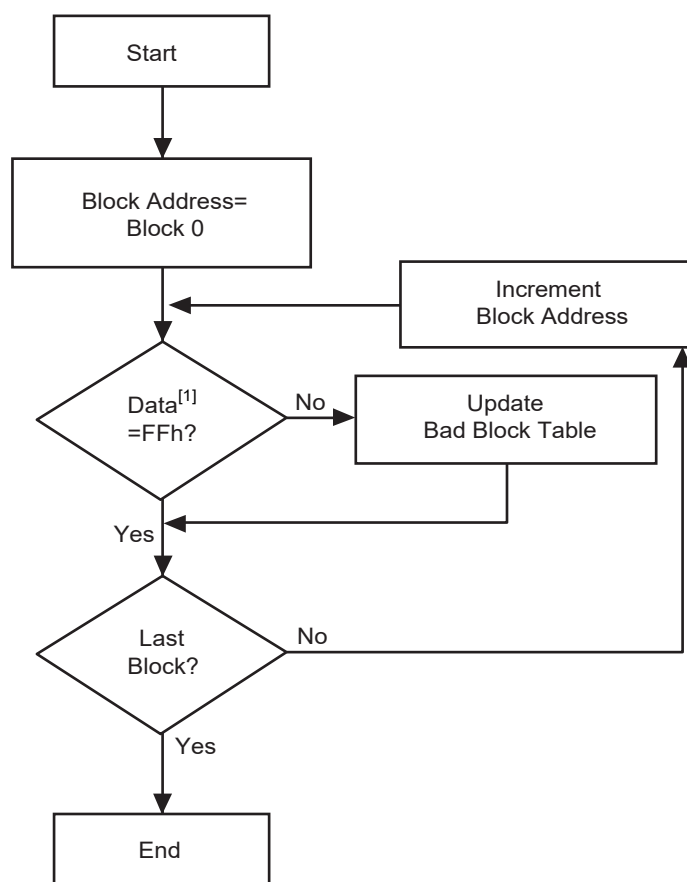 Start
Block Address=
Block 0
Increment
Block Address
Data[1]
=FFh?
No
Update
Bad Block Table
Yes
Last
Block?
No
Yes
End